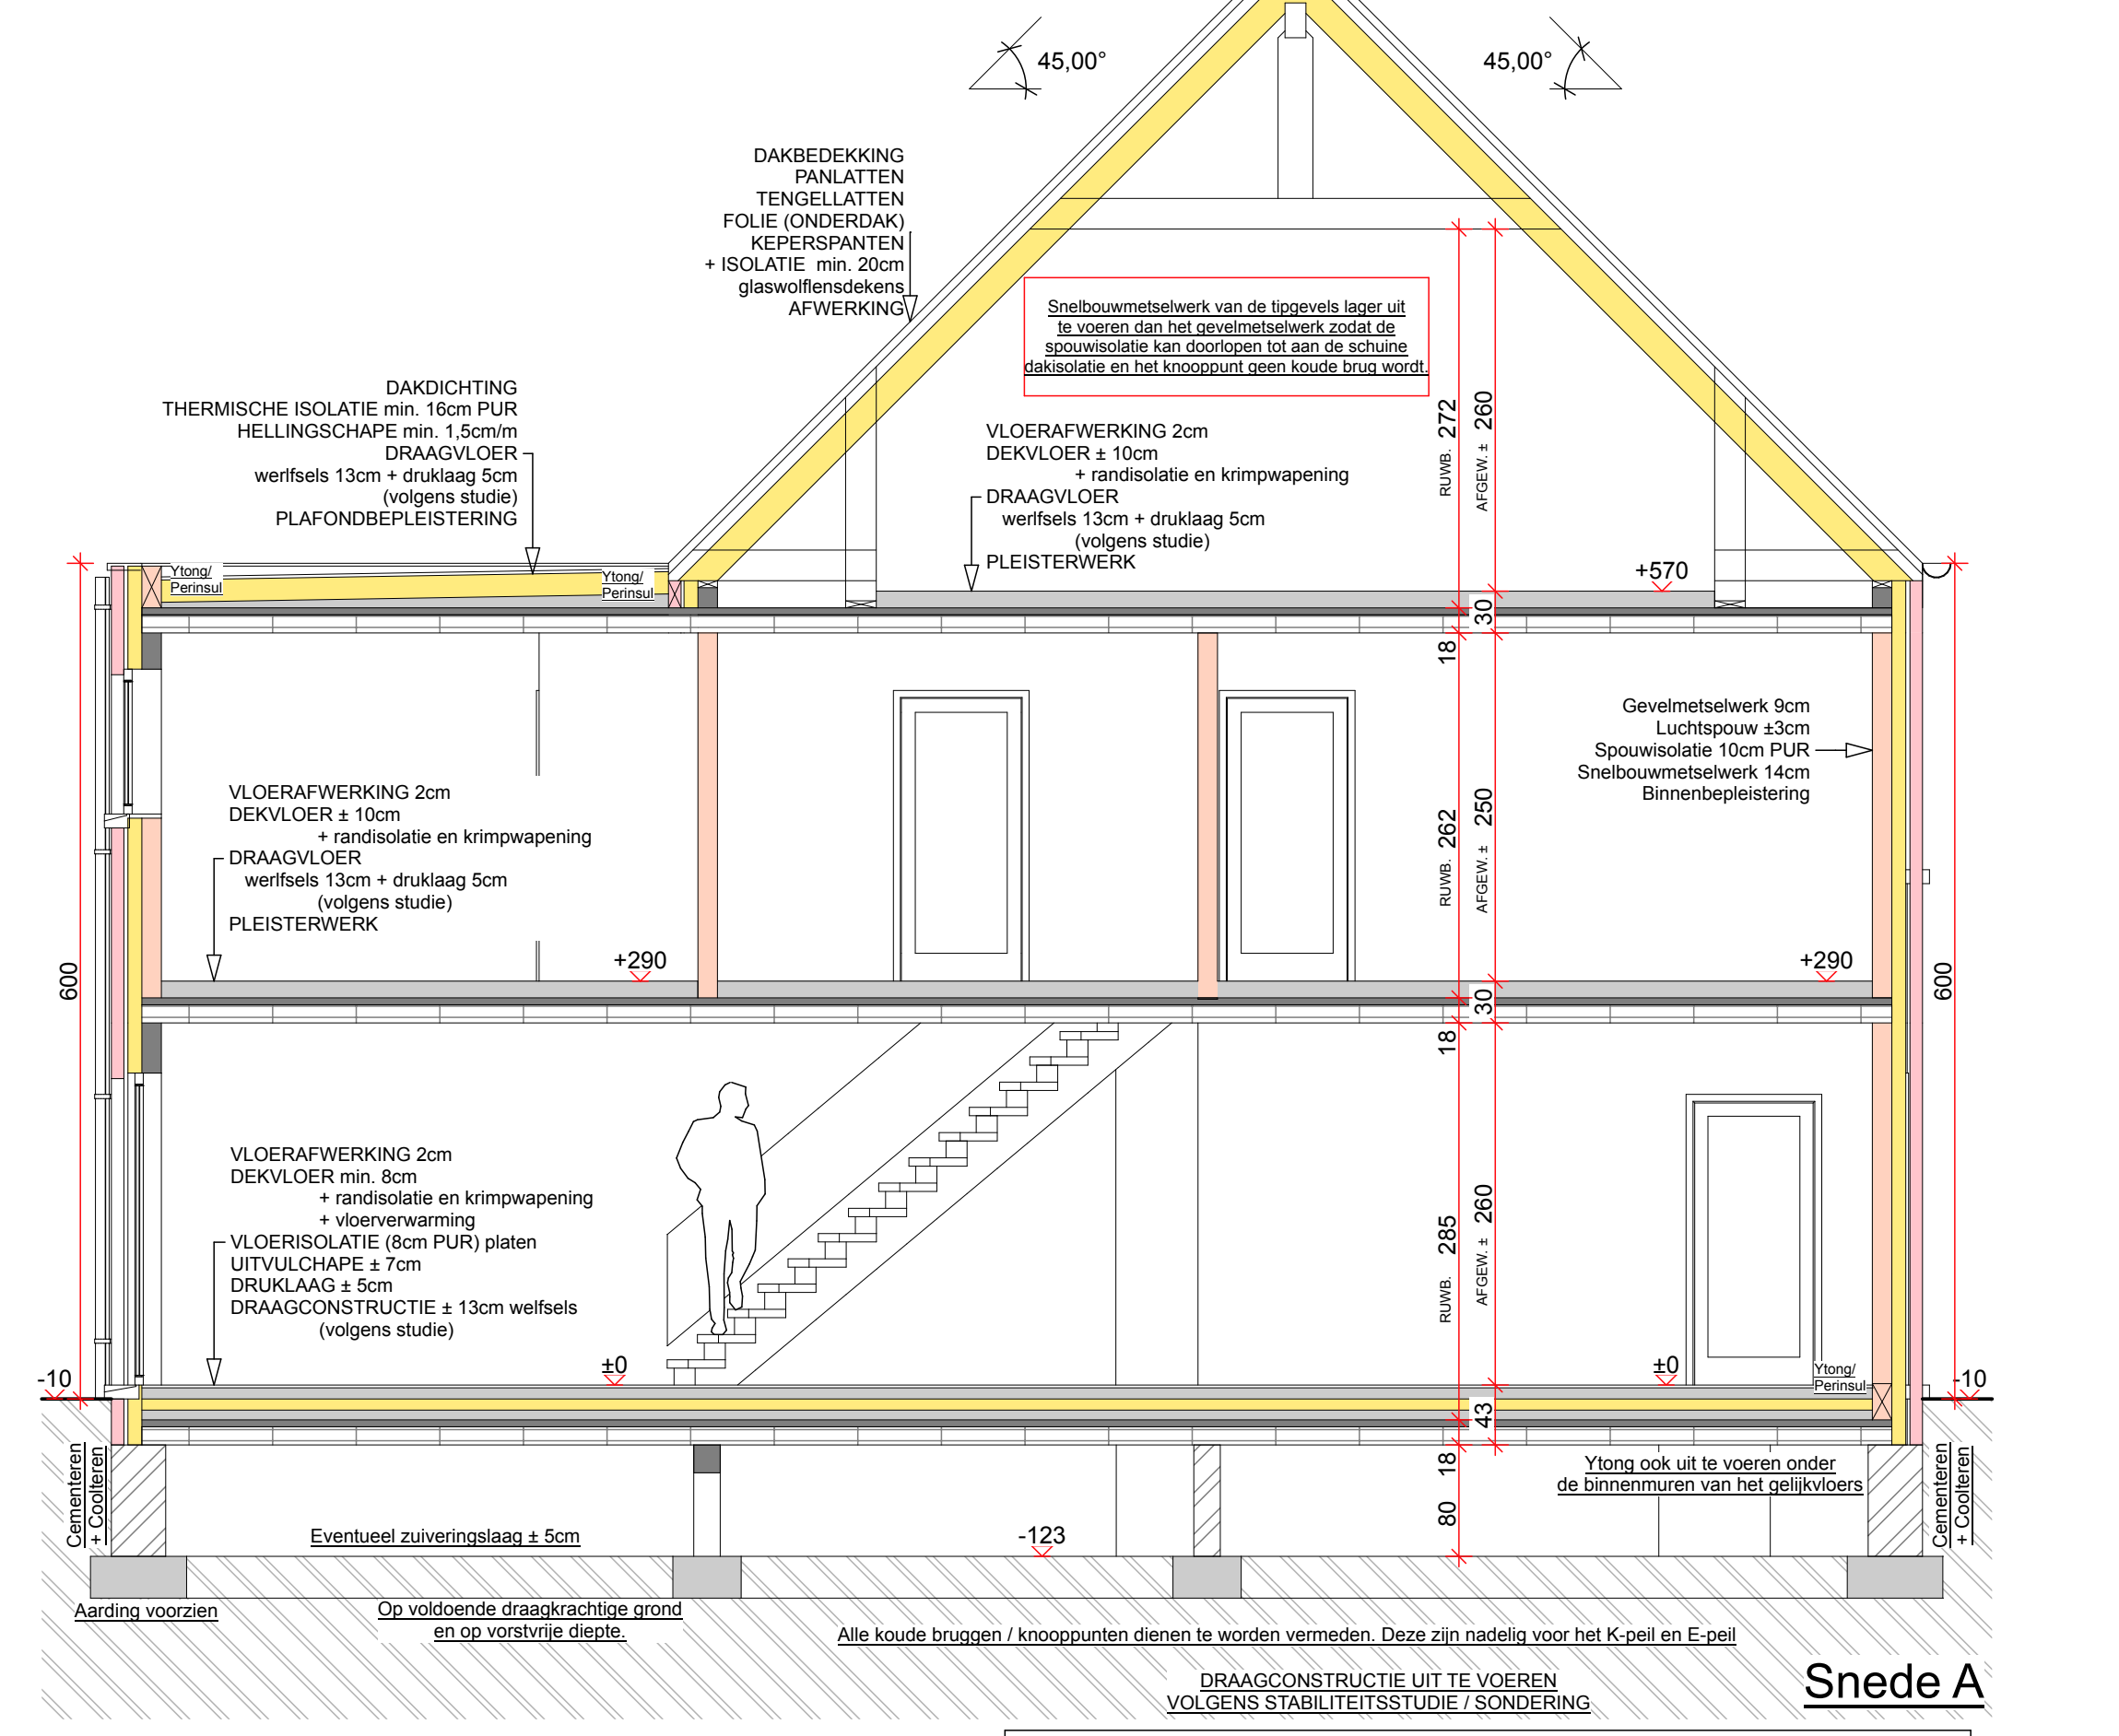 45,00°
45,00°
DAKBEDEKKING
PANLATTEN
TENGELLATTEN
FOLIE (ONDERDAK)
KEPERSPANTEN
+ ISOLATIE min. 20cm
glaswolflensdekens
AFWERKING
Snelbouwmetselwerk van de tipgevels lager uit
te voeren dan het gevelmetselwerk zodat de
spouwisolatie kan doorlopen tot aan de schuine
dakisolatie en het knooppunt geen koude brug wordt.
DAKDICHTING
THERMISCHE ISOLATIE min. 16cm PUR
HELLINGSCHAPE min. 1,5cm/m
DRAAGVLOER
werlfsels 13cm + druklaag 5cm
(volgens studie)
PLAFONDBEPLEISTERING
VLOERAFWERKING 2cm
DEKVLOER ± 10cm
+ randisolatie en krimpwapening
DRAAGVLOER
werlfsels 13cm + druklaag 5cm
(volgens studie)
PLEISTERWERK
RUWB. 272
AFGEW. ± 260
Ytong/
Perinsul
Ytong/
Perinsul
+570
30
18
Gevelmetselwerk 9cm
Luchtspouw ±3cm
Spouwisolatie 10cm PUR
Snelbouwmetselwerk 14cm
Binnenbepleistering
VLOERAFWERKING 2cm
DEKVLOER ± 10cm
+ randisolatie en krimpwapening
DRAAGVLOER
werlfsels 13cm + druklaag 5cm
(volgens studie)
PLEISTERWERK
RUWB. 262
AFGEW. ± 250
600
+290
+290
600
30
18
VLOERAFWERKING 2cm
DEKVLOER min. 8cm
+ randisolatie en krimpwapening
+ vloerverwarming
VLOERISOLATIE (8cm PUR) platen
UITVULCHAPE ± 7cm
DRUKLAAG ± 5cm
DRAAGCONSTRUCTIE ± 13cm welfsels
(volgens studie)
RUWB. 285
AFGEW. ± 260
-10
±0
±0
Ytong/
Perinsul
-10
43
18
80
Cementeren
+ Coolteren
Ytong ook uit te voeren onder
de binnenmuren van het gelijkvloers
Cementeren
+ Coolteren
Eventueel zuiveringslaag ± 5cm
-123
Aarding voorzien
Op voldoende draagkrachtige grond
en op vorstvrije diepte.
Alle koude bruggen / knooppunten dienen te worden vermeden. Deze zijn nadelig voor het K-peil en E-peil
DRAAGCONSTRUCTIE UIT TE VOEREN
VOLGENS STABILITEITSSTUDIE / SONDERING
Snede A